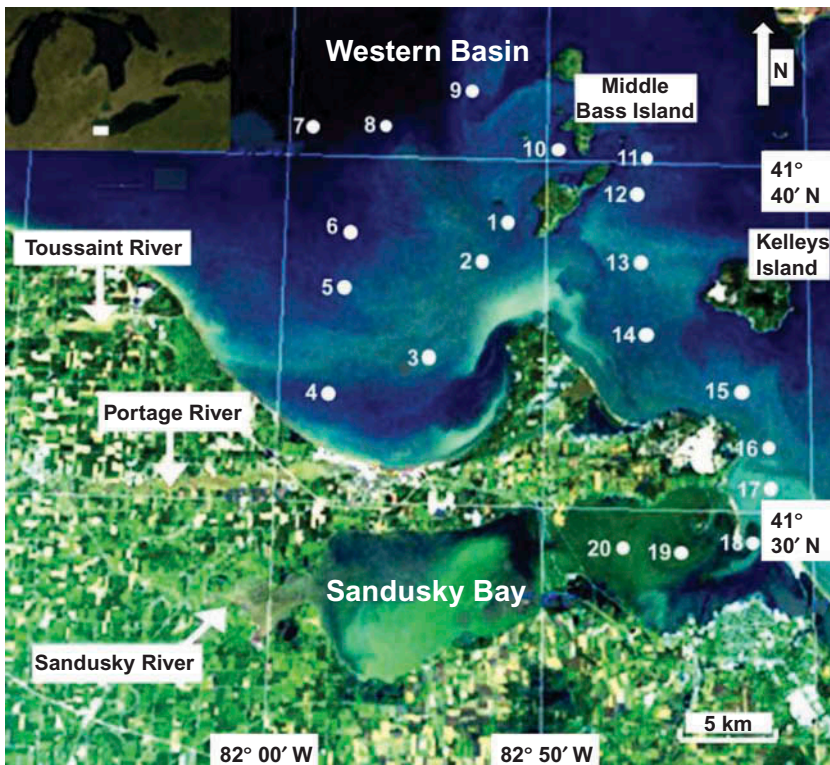 Western Basin
N
Middle
Bass Island
9
7
8
10
11
41°
40′ N
12
1
6
Toussaint River
2
13
Kelleys
Island
5
14
3
4
15
Portage River
16
17
41°
30′ N
18
20
19
Sandusky Bay
Sandusky River
5 km
82° 00′ W
82° 50′ W